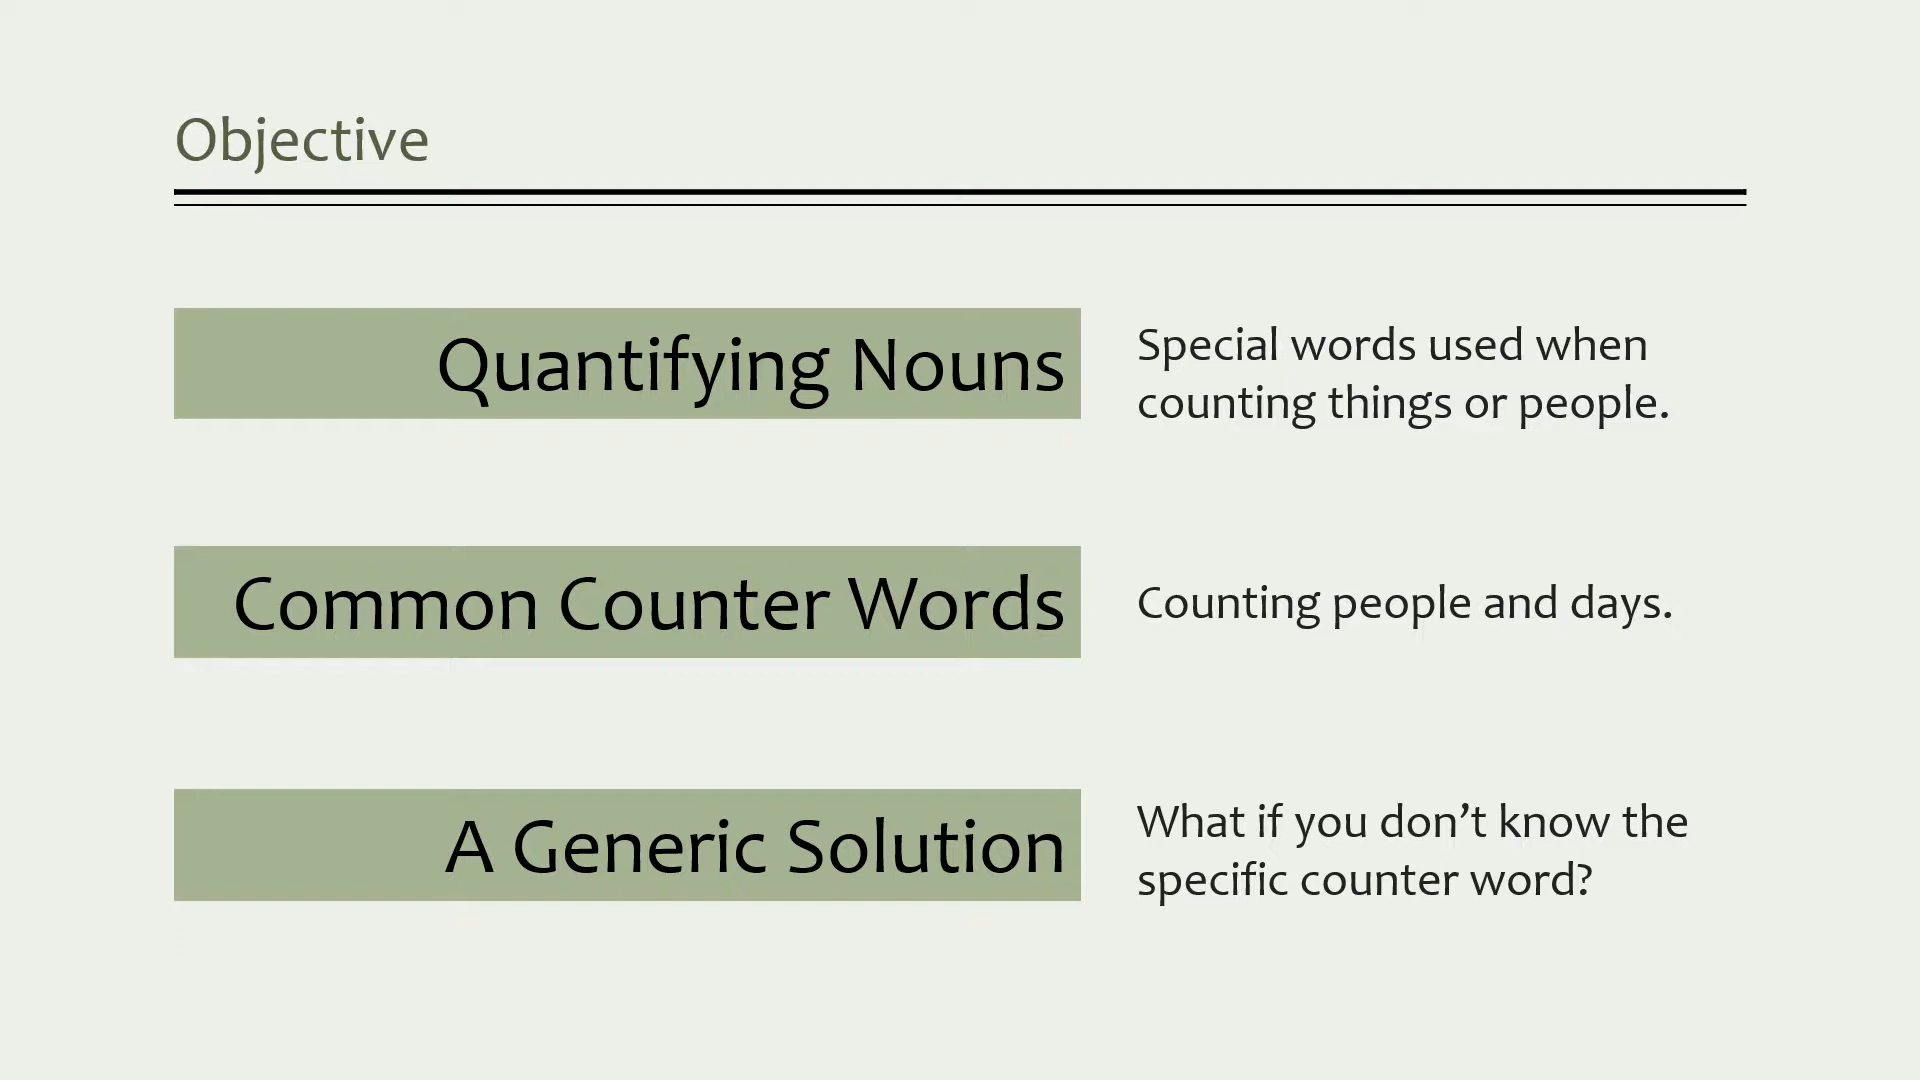 Objective
Quantifying Nouns
Special words used when
counting things or people.
Common Counter Words
Counting people and days.
A Generic Solution
What if you don’t know the
specific counter word?